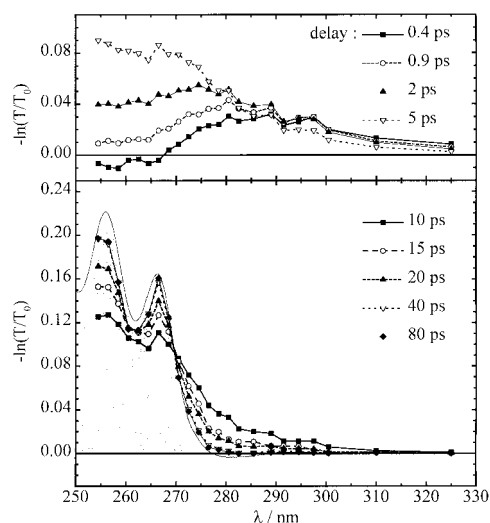 delay :
0.4 ps
0.9 ps
2 ps
5 ps
0.08
0.04
0.00
-ln(T/T0)
10 ps
15 ps
20 ps
40 ps
80 ps
0.24
0.20
0.16
0.12
0.08
0.04
0.00
-ln(T/T0)
250 260 270 280 290 300 310 320 330
λ / nm